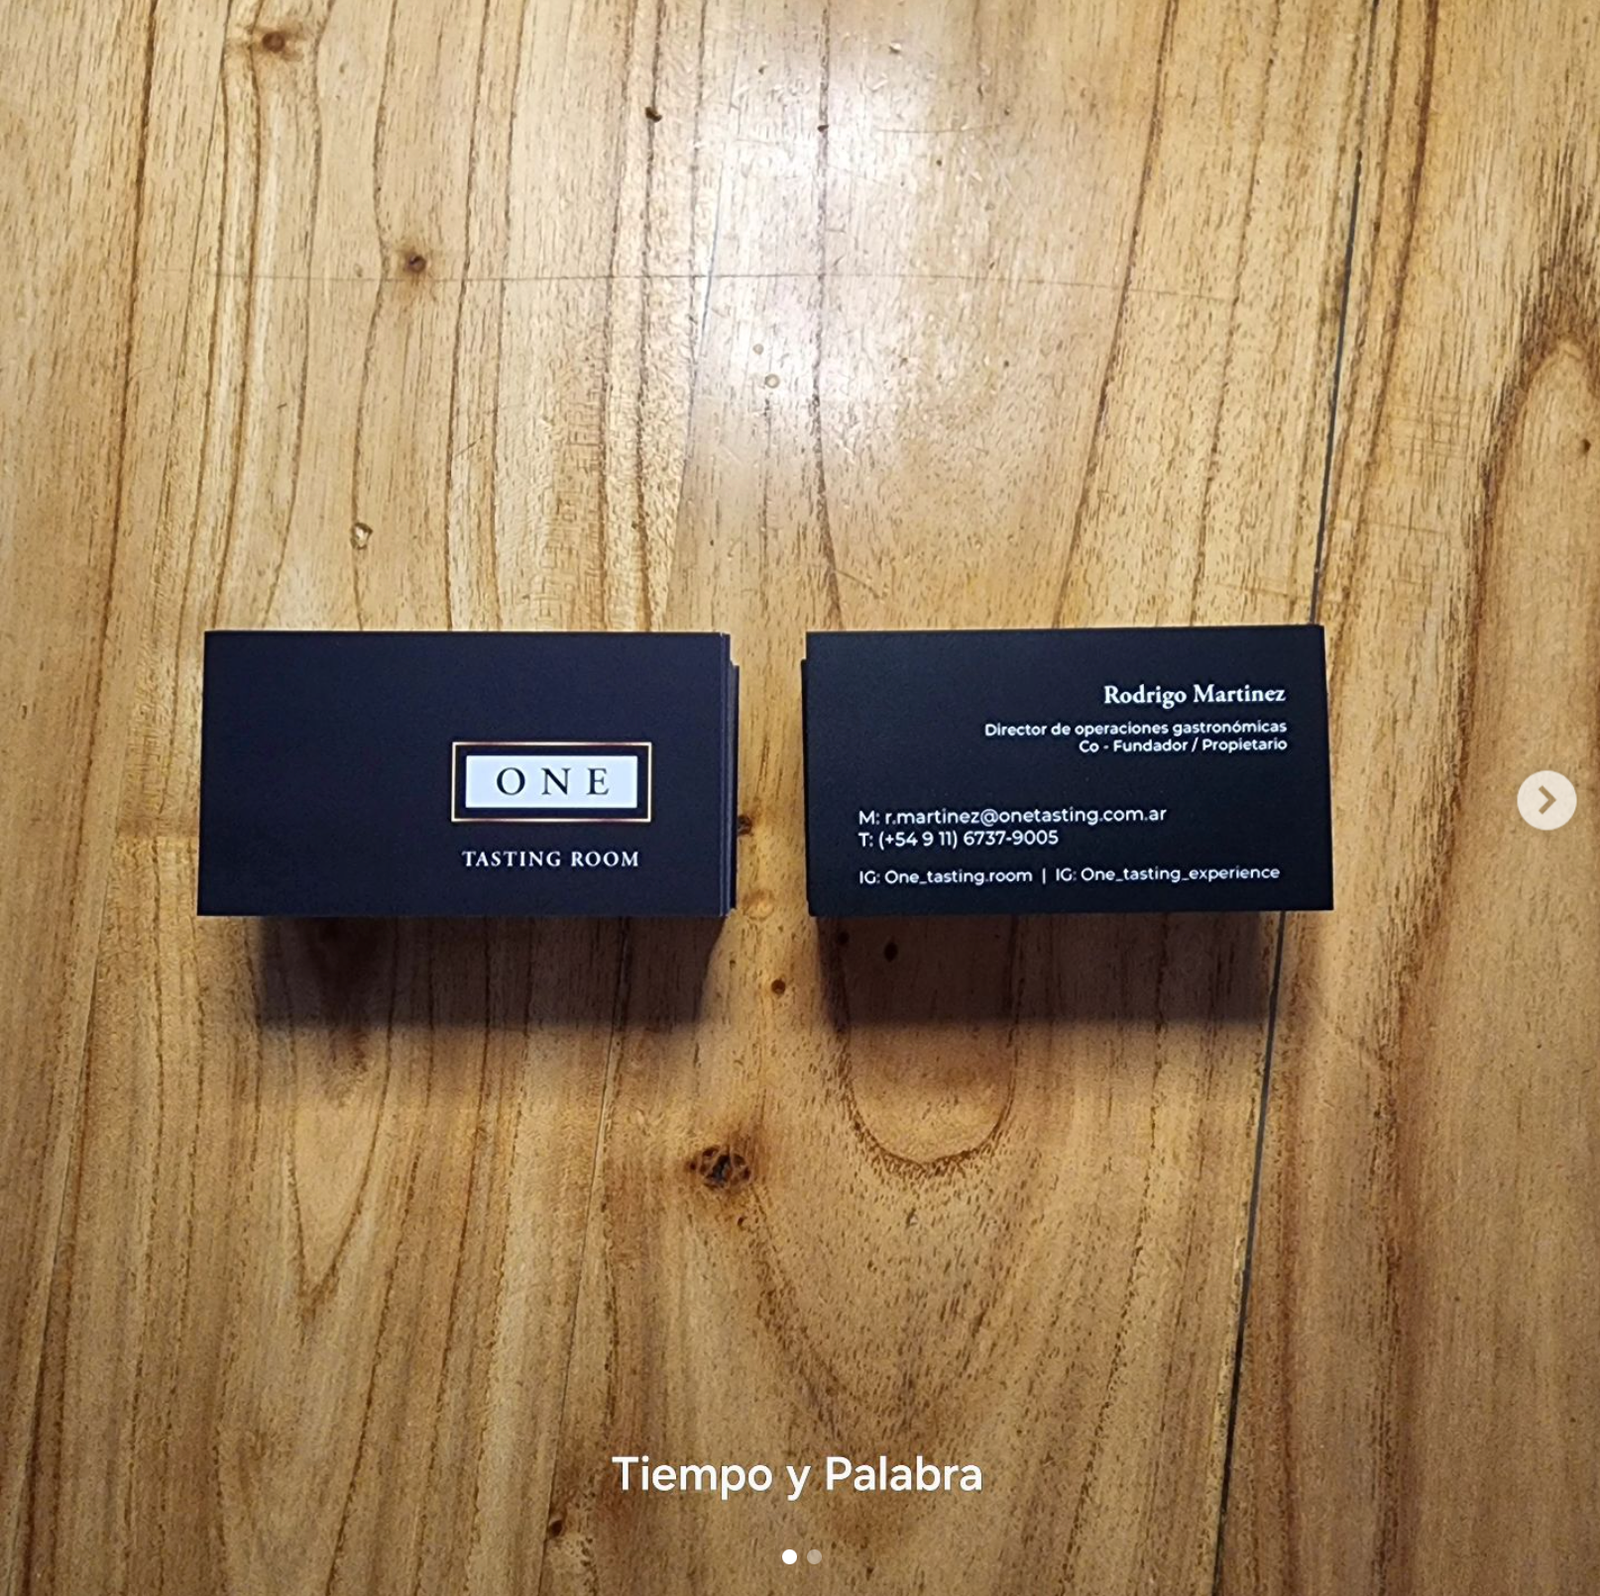 ONE
TASTING ROOM
Rodrigo Martinez
Director de operaciones gastronómicas
Co - Fundador / Propietario
M: r.martinez@onetasting.com.ar
T: (+54 9 11) 6737-9005
IG: One_tasting.room | IG: One_tasting_experience
Tiempo y Palabra